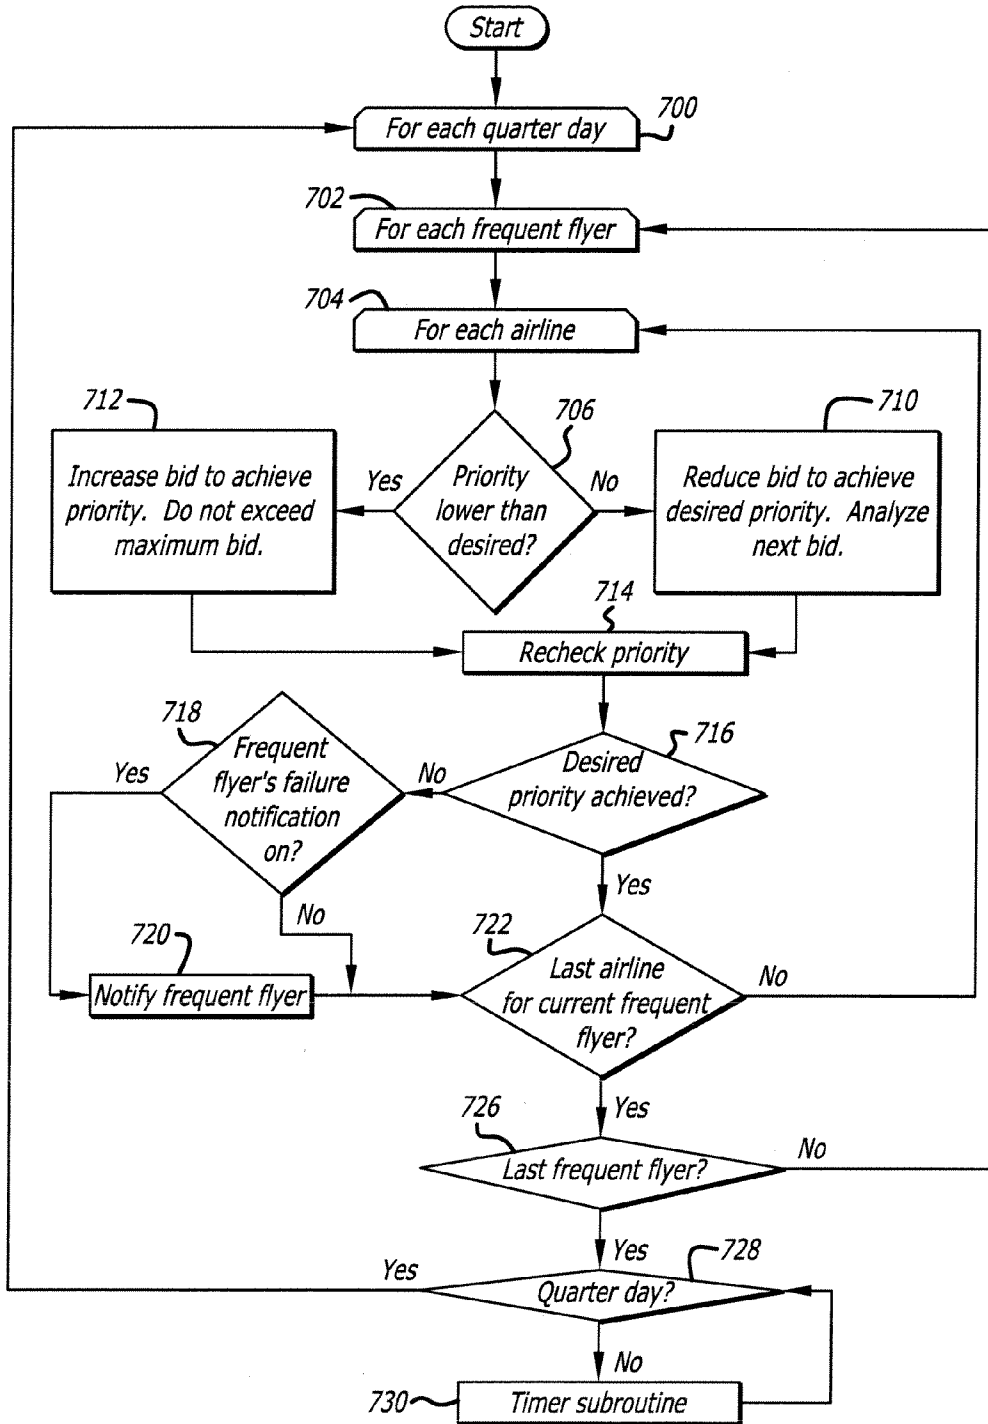 Start
For each quarter day
700
702
For each frequent flyer
704
For each airline
712
706
710
Increase bid to achieve
priority. Do not exceed
maximum bid.
Yes
Priority
lower than
desired?
No
Reduce bid to achieve
desired priority. Analyze
next bid.
714
Recheck priority
718
716
Frequent
flyer's failure
notification
on?
Yes
No
Desired
priority achieved?
Yes
No
720
722
Notify frequent flyer
Last airline
for current frequent
flyer?
No
Yes
726
Last frequent flyer?
No
Yes
728
Yes
Quarter day?
No
730
Timer subroutine